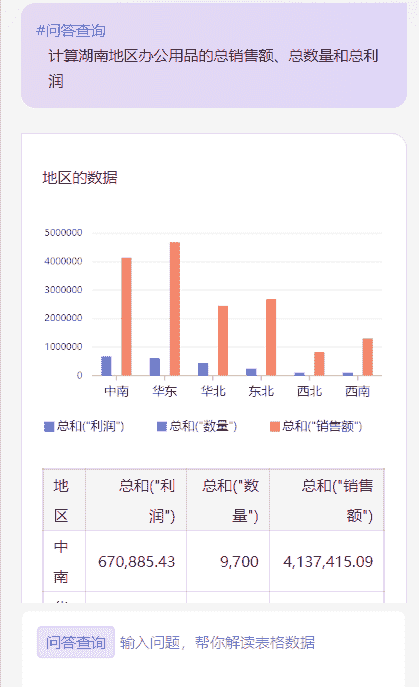 #问答查询
计算湖南地区办公用品的总销售额、总数量和总利
润
地区的数据
5000000
4000000
3000000
2000000
1000000
0
中南 华东 华北 东北 西北 西南
总和("利润") 总和("数量") 总和("销售额")
地 总和("利 总和("数 总和("销售
区 润") 量") 额")
中
南 670,885.43 9,700 4,137,415.09
问答查询 输入问题，帮你解读表格数据